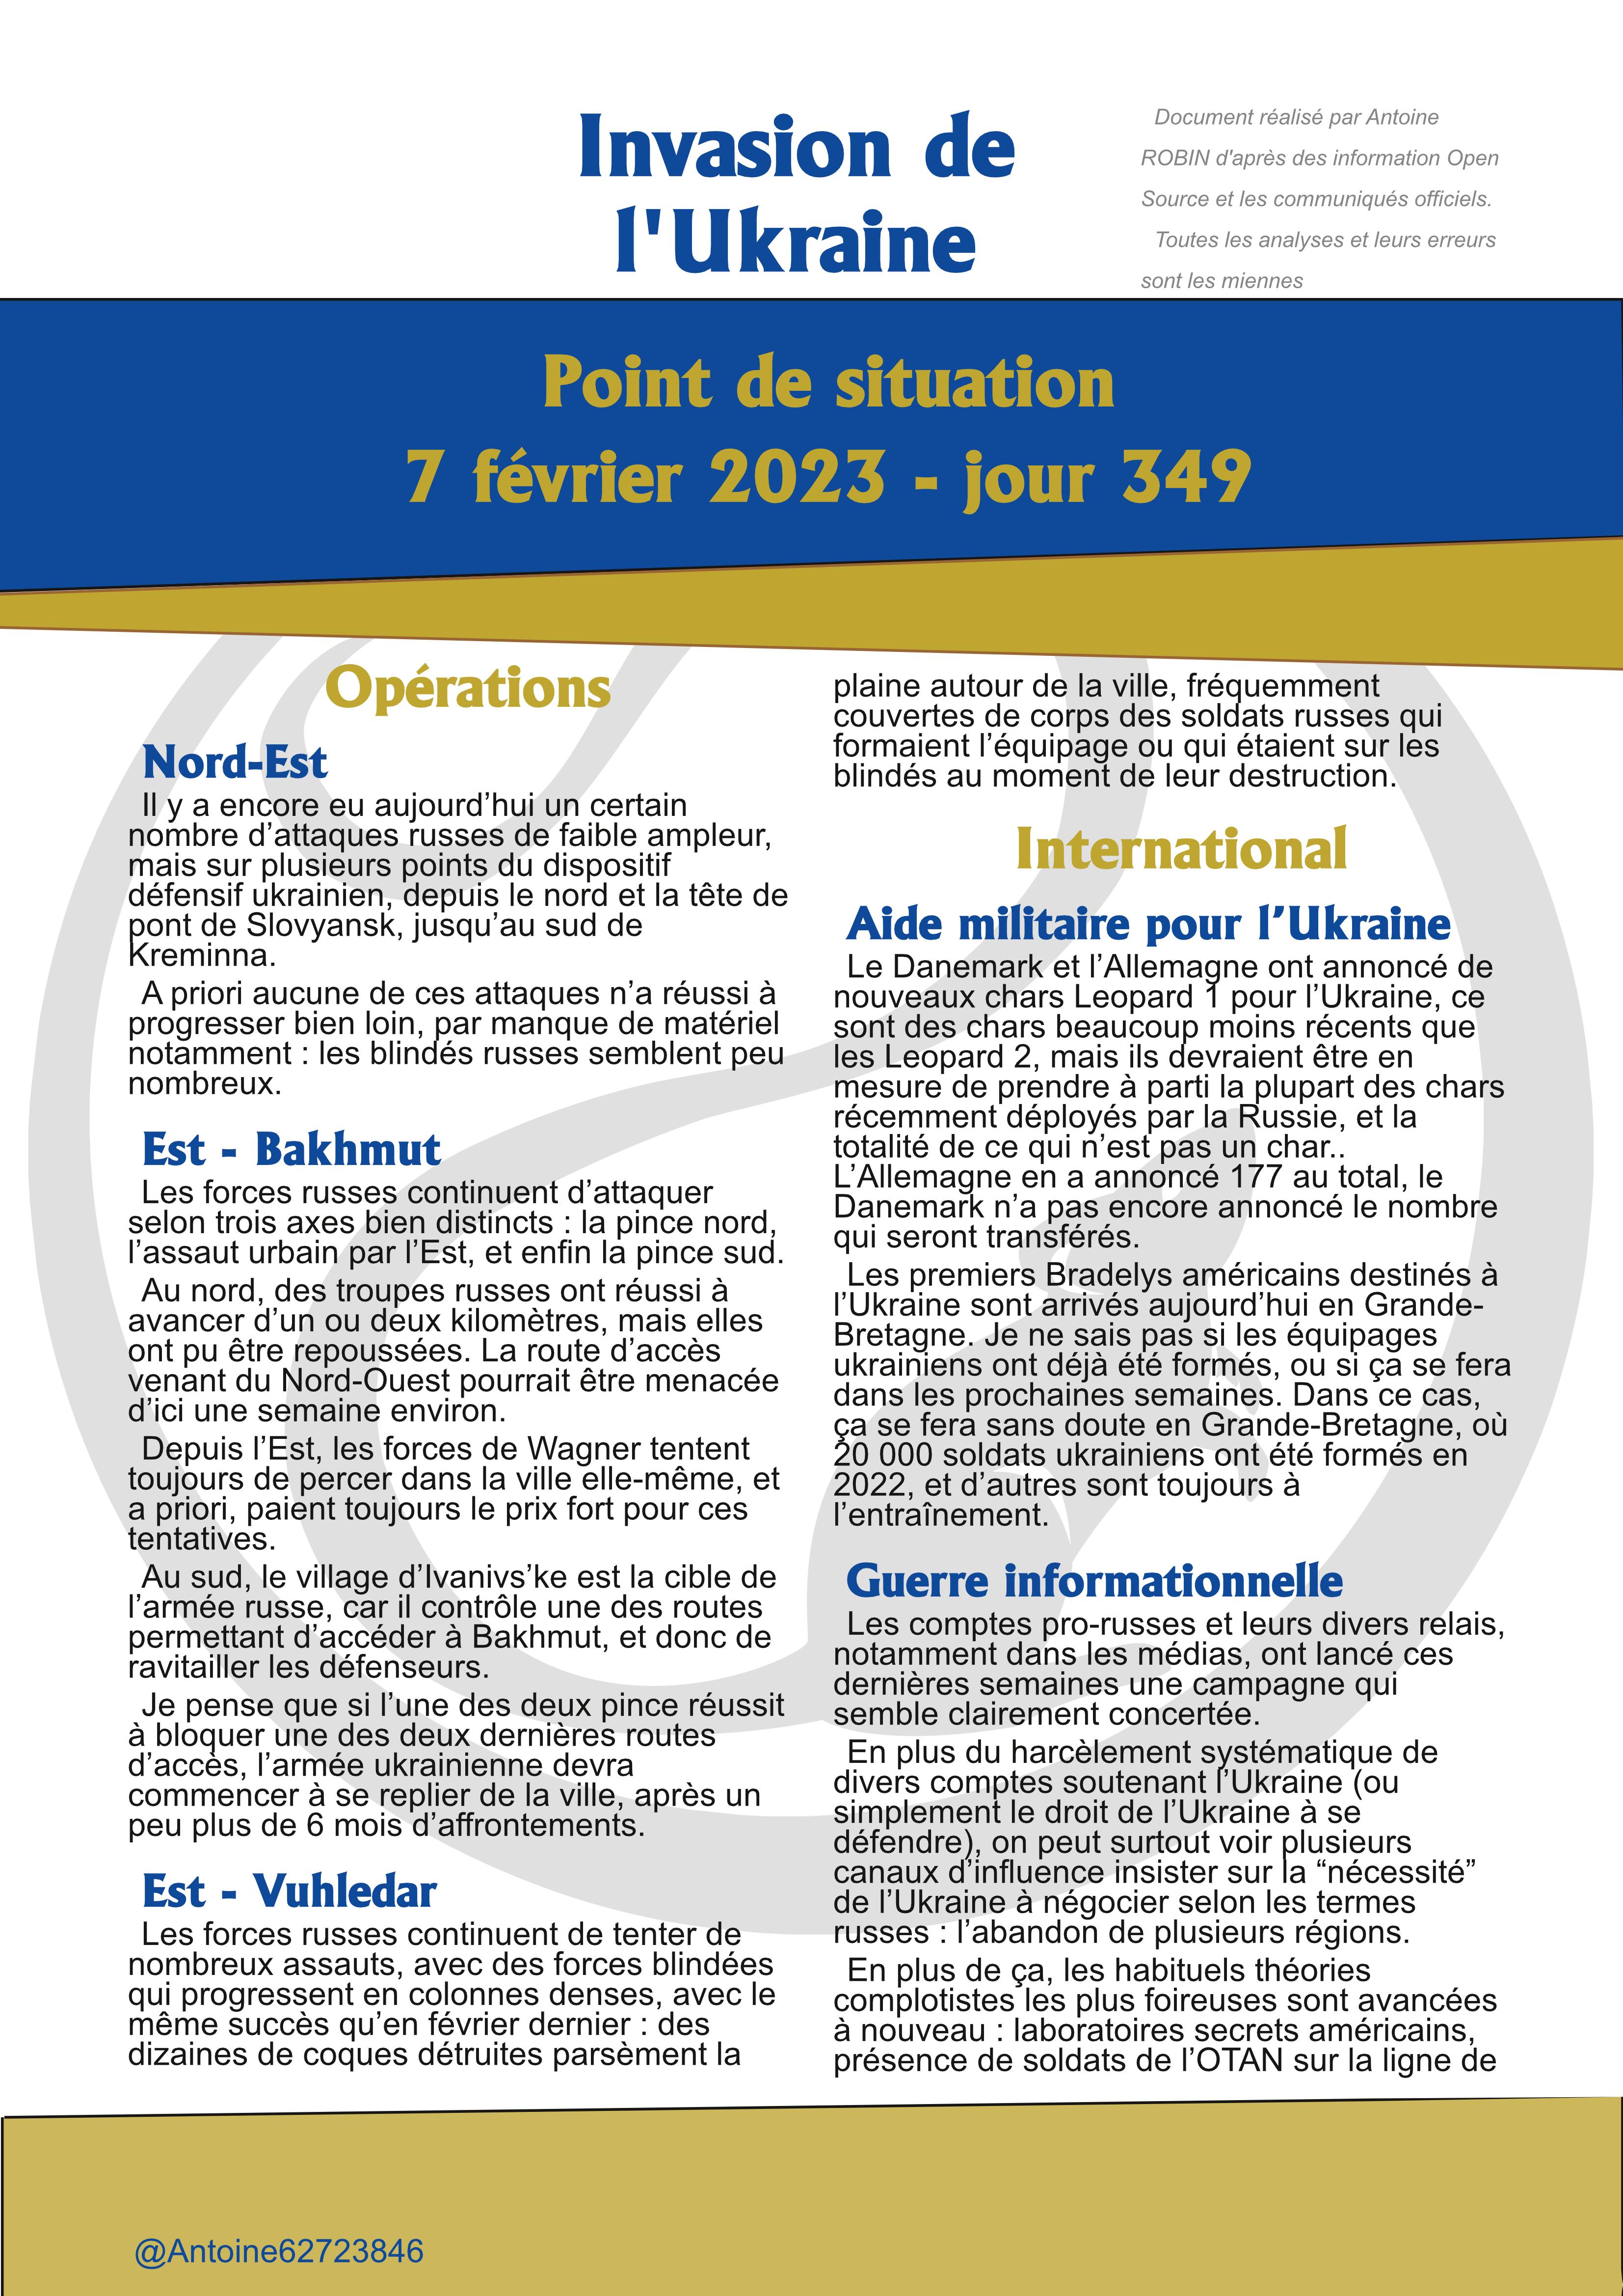 Invasion de
l'Ukraine
Document réalisé par Antoine
ROBIN d'après des information Open
Source et les communiqués officiels.
Toutes les analyses et leurs erreurs
sont les miennes
Point de situation
7 février 2023 - jour 349
Opérations
Nord-Est
Il y a encore eu aujourd’hui un certain
nombre d’attaques russes de faible ampleur,
mais sur plusieurs points du dispositif
défensif ukrainien, depuis le nord et la tête de
pont de Slovyansk, jusqu’au sud de
Kreminna.
A priori aucune de ces attaques n’a réussi à
progresser bien loin, par manque de matériel
notamment : les blindés russes semblent peu
nombreux.
Est - Bakhmut
Les forces russes continuent d’attaquer
selon trois axes bien distincts : la pince nord,
l’assaut urbain par l’Est, et enfin la pince sud.
Au nord, des troupes russes ont réussi à
avancer d’un ou deux kilomètres, mais elles
ont pu être repoussées. La route d’accès
venant du Nord-Ouest pourrait être menacée
d’ici une semaine environ.
Depuis l’Est, les forces de Wagner tentent
toujours de percer dans la ville elle-même, et
a priori, paient toujours le prix fort pour ces
tentatives.
Au sud, le village d’Ivanivs’ke est la cible de
l’armée russe, car il contrôle une des routes
permettant d’accéder à Bakhmut, et donc de
ravitailler les défenseurs.
Je pense que si l’une des deux pince réussit
à bloquer une des deux dernières routes
d’accès, l’armée ukrainienne devra
commencer à se replier de la ville, après un
peu plus de 6 mois d’affrontements.
Est - Vuhledar
Les forces russes continuent de tenter de
nombreux assauts, avec des forces blindées
qui progressent en colonnes denses, avec le
même succès qu’en février dernier : des
dizaines de coques détruites parsèment la
plaine autour de la ville, fréquemment
couvertes de corps des soldats russes qui
formaient l’équipage ou qui étaient sur les
blindés au moment de leur destruction.
International
Aide militaire pour l’Ukraine
Le Danemark et l’Allemagne ont annoncé de
nouveaux chars Leopard 1 pour l’Ukraine, ce
sont des chars beaucoup moins récents que
les Leopard 2, mais ils devraient être en
mesure de prendre à parti la plupart des chars
récemment déployés par la Russie, et la
totalité de ce qui n’est pas un char..
L’Allemagne en a annoncé 177 au total, le
Danemark n’a pas encore annoncé le nombre
qui seront transférés.
Les premiers Bradelys américains destinés à
l’Ukraine sont arrivés aujourd’hui en Grande-
Bretagne. Je ne sais pas si les équipages
ukrainiens ont déjà été formés, ou si ça se fera
dans les prochaines semaines. Dans ce cas,
ça se fera sans doute en Grande-Bretagne, où
20 000 soldats ukrainiens ont été formés en
2022, et d’autres sont toujours à
l’entraînement.
Guerre informationnelle
Les comptes pro-russes et leurs divers relais,
notamment dans les médias, ont lancé ces
dernières semaines une campagne qui
semble clairement concertée.
En plus du harcèlement systématique de
divers comptes soutenant l’Ukraine (ou
simplement le droit de l’Ukraine à se
défendre), on peut surtout voir plusieurs
canaux d’influence insister sur la “nécessité”
de l’Ukraine à négocier selon les termes
russes : l’abandon de plusieurs régions.
En plus de ça, les habituels théories
complotistes les plus foireuses sont avancées
à nouveau : laboratoires secrets américains,
présence de soldats de l’OTAN sur la ligne de
@Antoine62723846